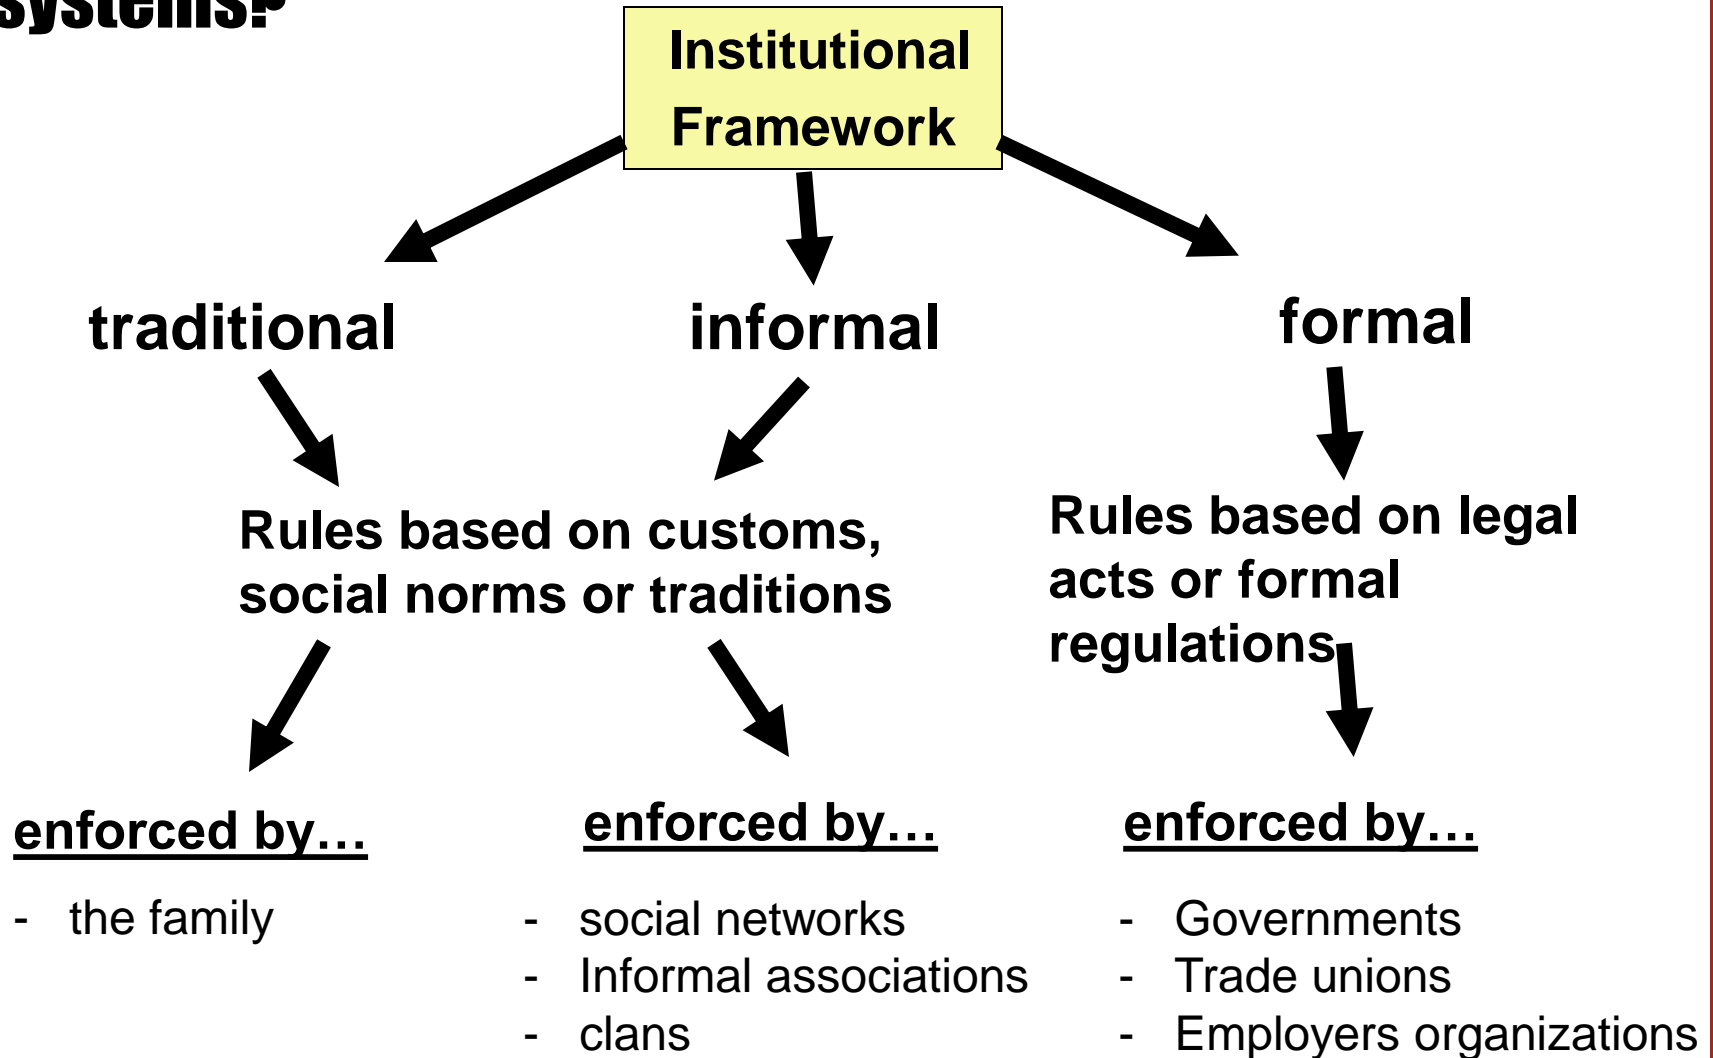 systems?
Institutional
Framework
traditional
informal
formal
Rules based on customs,
social norms or traditions
Rules based on legal
acts or formal
regulations
enforced by…
- the family
enforced by…
- social networks
- Informal associations
- clans
enforced by…
- Governments
- Trade unions
- Employers organizations